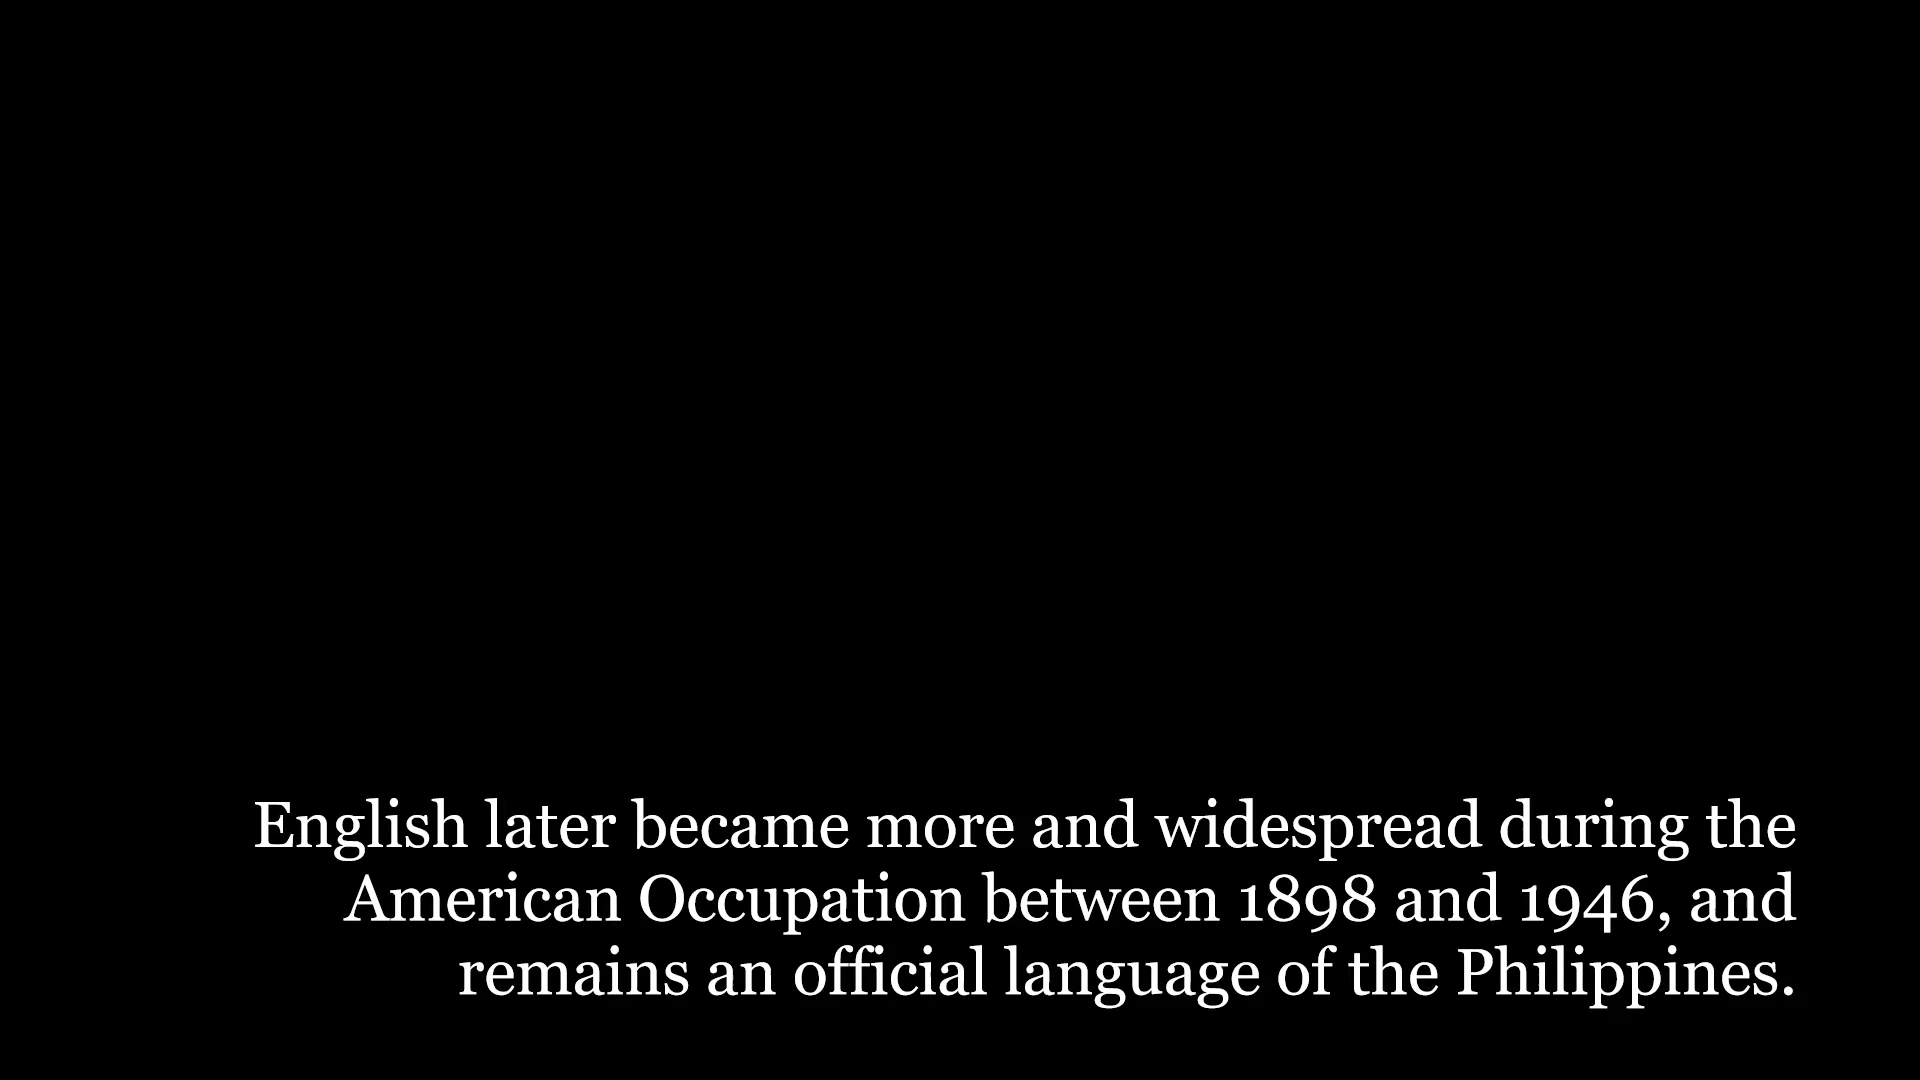 English later became more and widespread during the
American Occupation between 1898 and 1946, and
remains an official language of the Philippines.